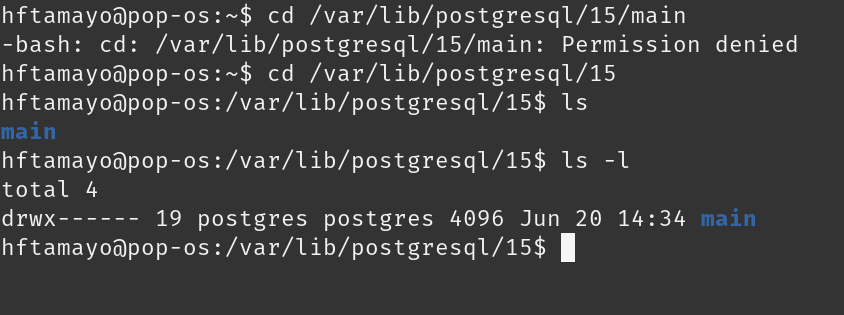 hftamayo@pop-os:~$ cd /var/lib/postgresql/15/main
-bash: cd: /var/lib/postgresql/15/main: Permission denied
hftamayo@pop-os:~$ cd /var/lib/postgresql/15
hftamayo@pop-os:/var/lib/postgresql/15$ ls
main
hftamayo@pop-os:/var/lib/postgresql/15$ ls -l
total 4
drwx------ 19 postgres postgres 4096 Jun 20 14:34 main
hftamayo@pop-os:/var/lib/postgresql/15$